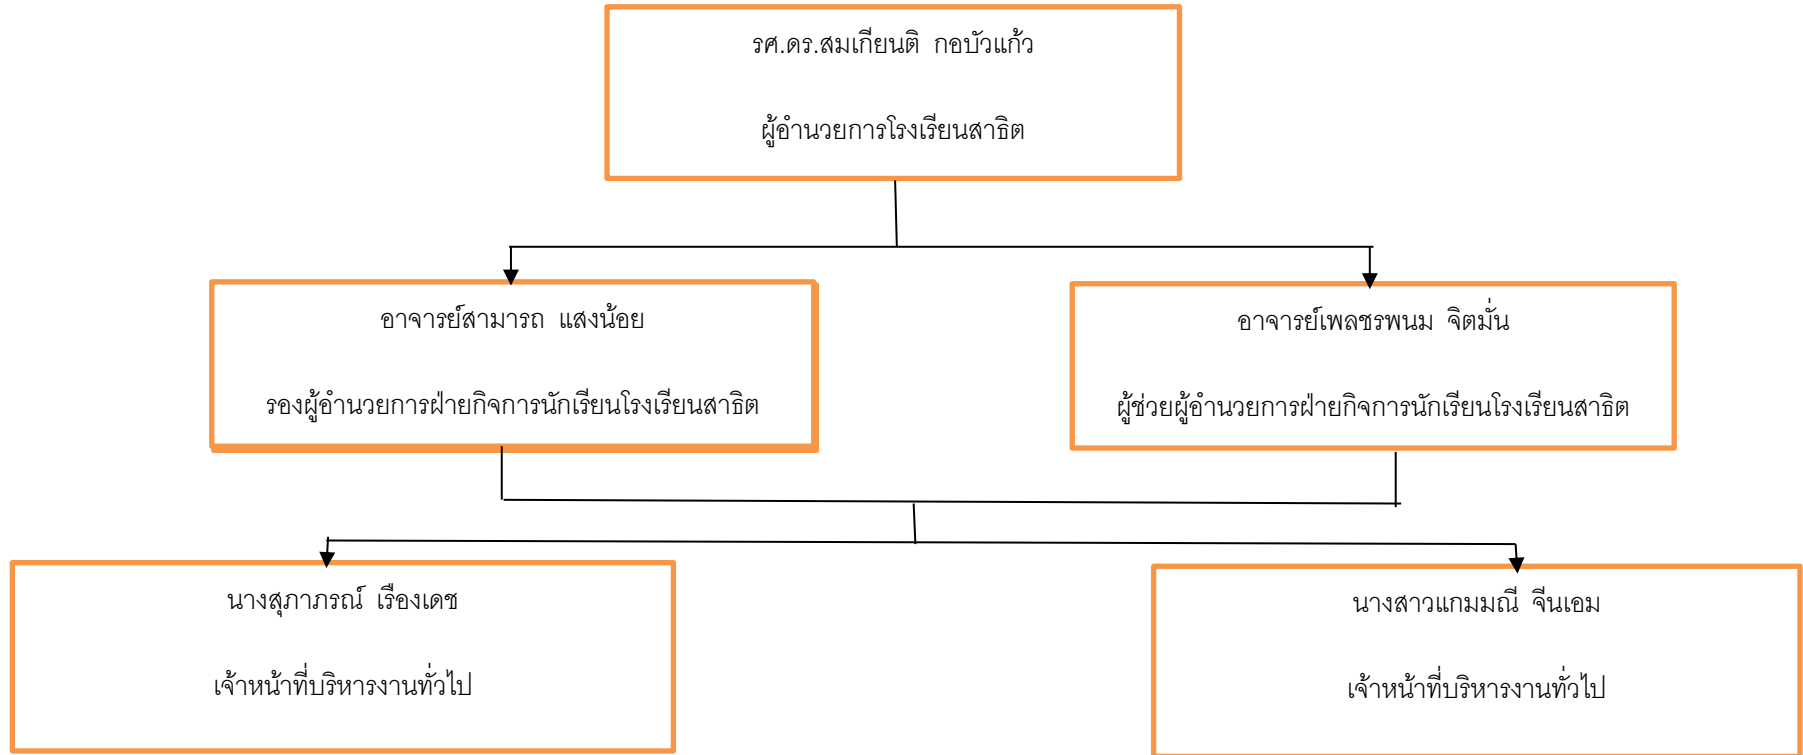 รศ.ดร.สมเกียนติ กอบัวแก้ว
ผู้อำนวยการโรงเรียนสาธิต
อาจารย์สามารถ แสงน้อย
รองผู้อำนวยการฝ่ายกิจการนักเรียนโรงเรียนสาธิต
อาจารย์เพลชรพนม จิตมั่น
ผู้ช่วยผู้อำนวยการฝ่ายกิจการนักเรียนโรงเรียนสาธิต
นางสุภาภรณ์ เรืองเดช
เจ้าหน้าที่บริหารงานทั่วไป
นางสาวแกมมณี จีนเอม
เจ้าหน้าที่บริหารงานทั่วไป